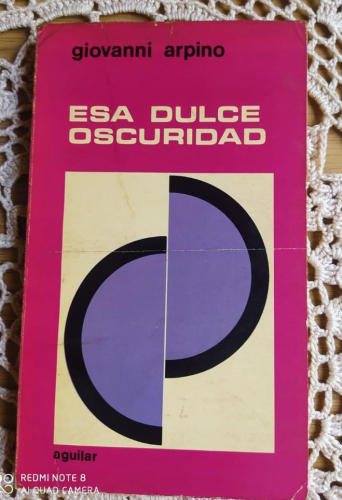 giovanni arpino
ESA DULCE
OSCURIDAD
aguilar
REDMI NOTE 8
AI QUAD CAMERA